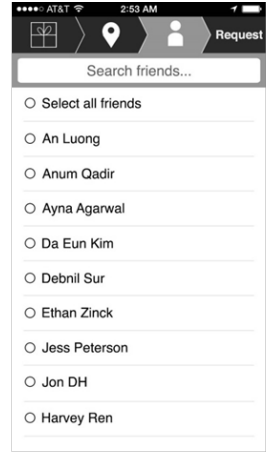 AT&T 2:53 AM
Request
Search friends...
Select all friends
An Luong
Anum Qadir
Ayna Agarwal
Da Eun Kim
Debnil Sur
Ethan Zinck
Jess Peterson
Jon DH
Harvey Ren